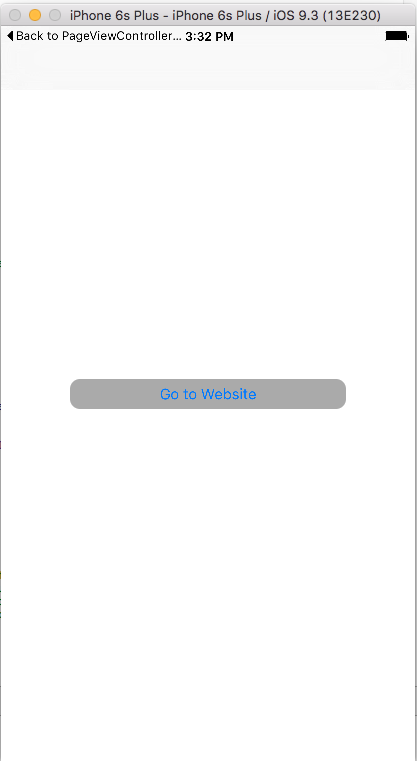 iPhone 6s Plus - iPhone 6s Plus / iOS 9.3 (13E230)
Back to PageViewController... 3:32 PM
Go to Website